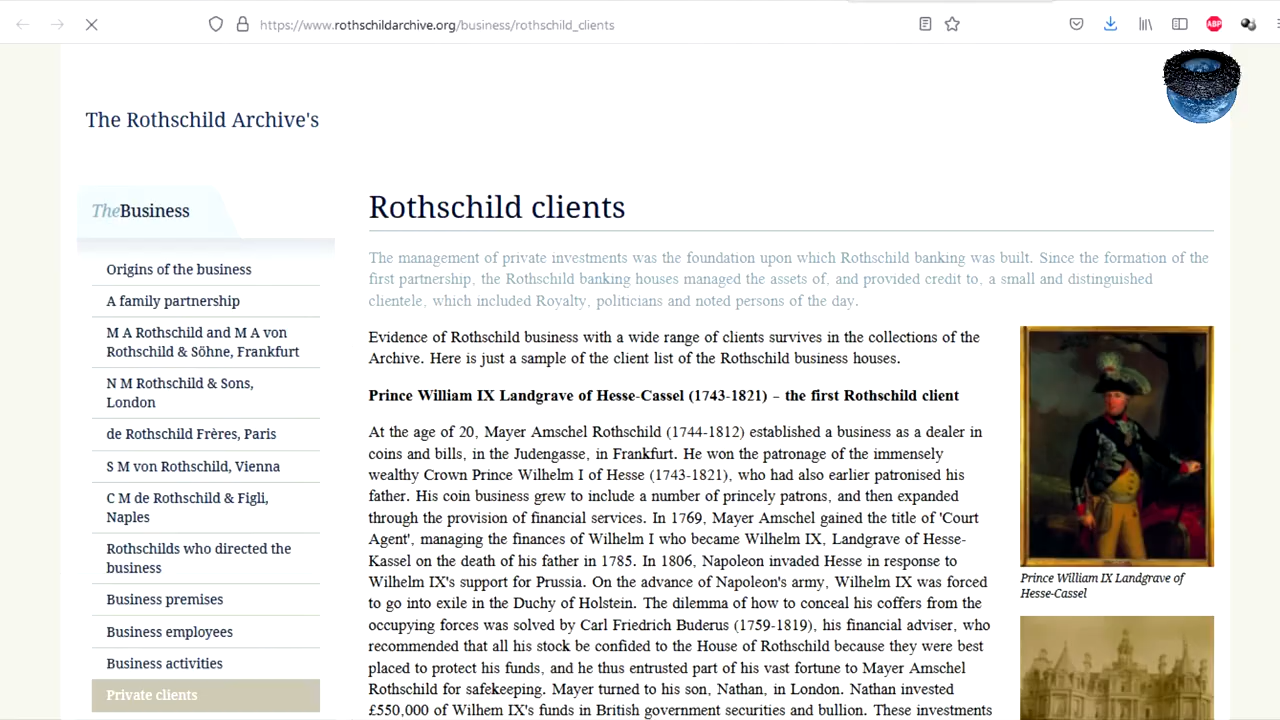 https://www.rothschildarchive.org/business/rothschild_clients
ABP
The Rothschild Archive's
TheBusiness
Origins of the business
A family partnership
M A Rothschild and M A von
Rothschild & Söhne, Frankfurt
N M Rothschild & Sons,
London
de Rothschild Frères, Paris
S M von Rothschild, Vienna
C M de Rothschild & Figli,
Naples
Rothschilds who directed the
business
Business premises
Business employees
Business activities
Private clients
Rothschild clients
The management of private investments was the foundation upon which Rothschild banking was built. Since the formation of the
first partnership, the Rothschild banking houses managed the assets of, and provided credit to, a small and distinguished
clientele, which included Royalty, politicians and noted persons of the day.
Evidence of Rothschild business with a wide range of clients survives in the collections of the
Archive. Here is just a sample of the client list of the Rothschild business houses.
Prince William IX Landgrave of Hesse-Cassel (1743-1821) – the first Rothschild client
At the age of 20, Mayer Amschel Rothschild (1744-1812) established a business as a dealer in
coins and bills, in the Judengasse, in Frankfurt. He won the patronage of the immensely
wealthy Crown Prince Wilhelm I of Hesse (1743-1821), who had also earlier patronised his
father. His coin business grew to include a number of princely patrons, and then expanded
through the provision of financial services. In 1769, Mayer Amschel gained the title of 'Court
Agent', managing the finances of Wilhelm I who became Wilhelm IX, Landgrave of Hesse-
Kassel on the death of his father in 1785. In 1806, Napoleon invaded Hesse in response to
Wilhelm IX's support for Prussia. On the advance of Napoleon's army, Wilhelm IX was forced
to go into exile in the Duchy of Holstein. The dilemma of how to conceal his coffers from the
occupying forces was solved by Carl Friedrich Buderus (1759-1819), his financial adviser, who
recommended that all his stock be confided to the House of Rothschild because they were best
placed to protect his funds, and he thus entrusted part of his vast fortune to Mayer Amschel
Rothschild for safekeeping. Mayer turned to his son, Nathan, in London. Nathan invested
£550,000 of Wilhem IX's funds in British government securities and bullion. These investments
Prince William IX Landgrave of
Hesse-Cassel